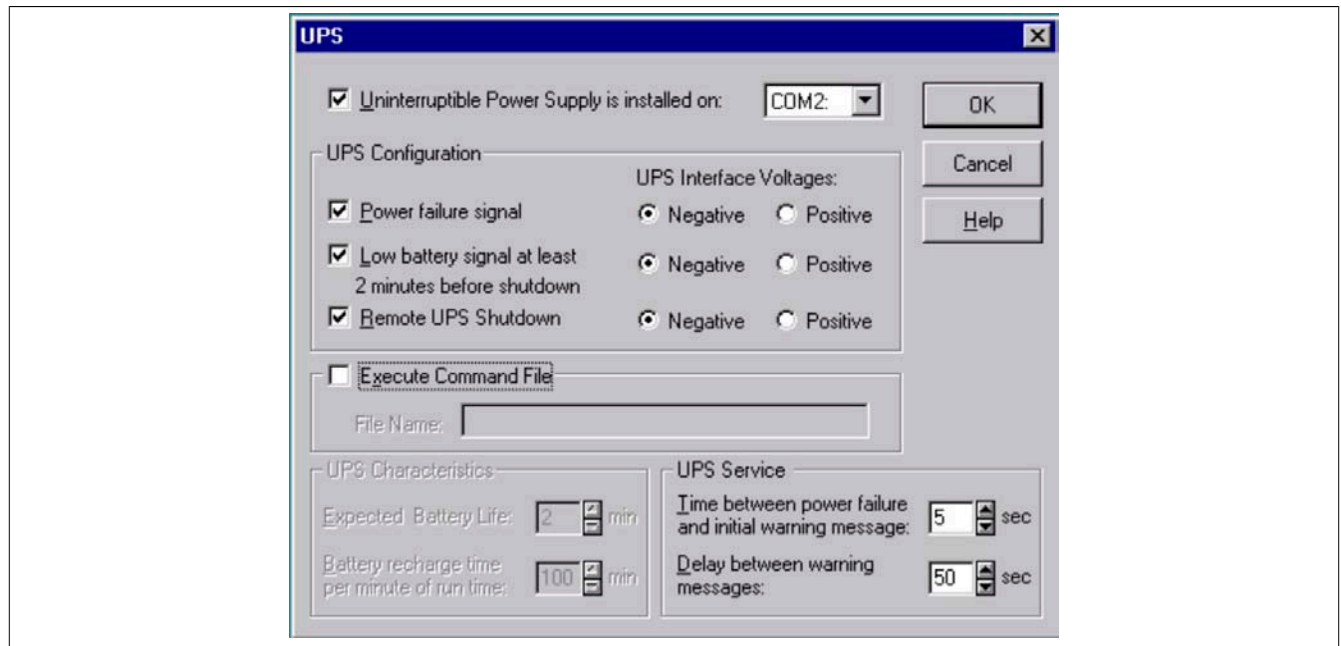 UPS
Uninterruptible Power Supply is installed on: COM2:
OK
UPS Configuration
Cancel
UPS Interface Voltages:
Power failure signal Negative Positive
Help
Low battery signal at least
2 minutes before shutdown
Negative Positive
Remote UPS Shutdown Negative Positive
Execute Command File
File Name:
UPS Characteristics
Expected Battery Life: 2 min
Battery recharge time
per minute of run time: 100 min
UPS Service
Time between power failure
and initial warning message: 5 sec
Delay between warning
messages: 50 sec